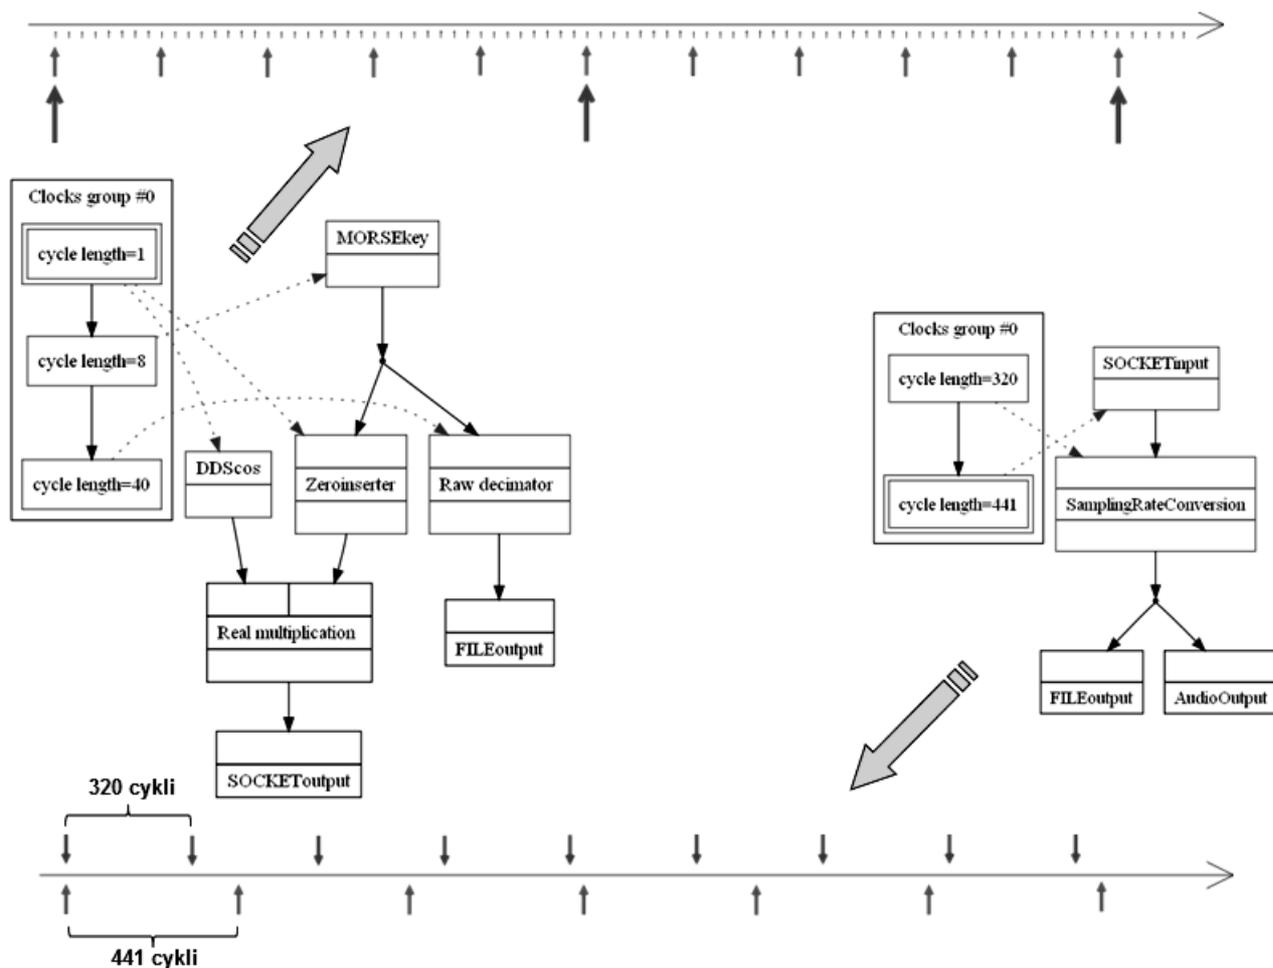 Clocks group #0
cycle length=1
MORSEkey
cycle length=8
cycle length=40
DDScos
Zeroinserter
Raw decimator
Real multiplication
FILEoutput
SOCKEToutput
Clocks group #0
cycle length=320
SOCKETinput
cycle length=441
SamplingRateConversion
FILEoutput
AudioOutput
320 cykli
441 cykli